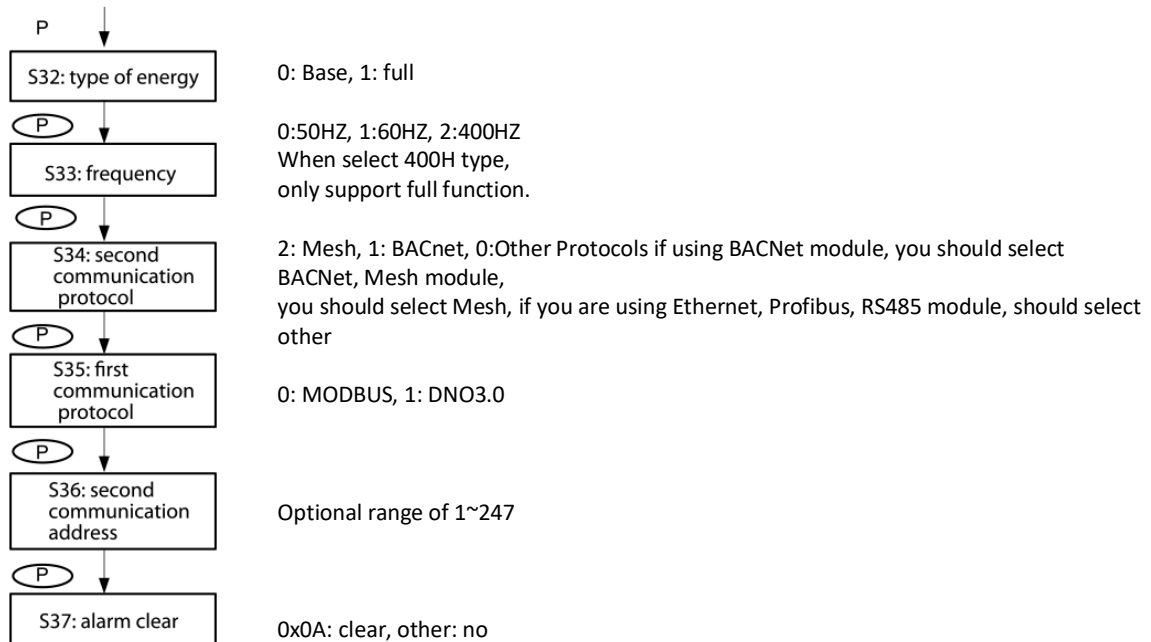 P
S32: type of energy
0: Base, 1: full
P
0:50HZ, 1:60HZ, 2:400HZ
When select 400H type,
only support full function.
S33: frequency
P
S34: second
communication
protocol
2: Mesh, 1: BACnet, 0:Other Protocols if using BACNet module, you should select
BACNet, Mesh module,
you should select Mesh, if you are using Ethernet, Profibus, RS485 module, should select
other
P
S35: first
communication
protocol
0: MODBUS, 1: DNO3.0
P
S36: second
communication
address
Optional range of 1~247
P
S37: alarm clear
0x0A: clear, other: no